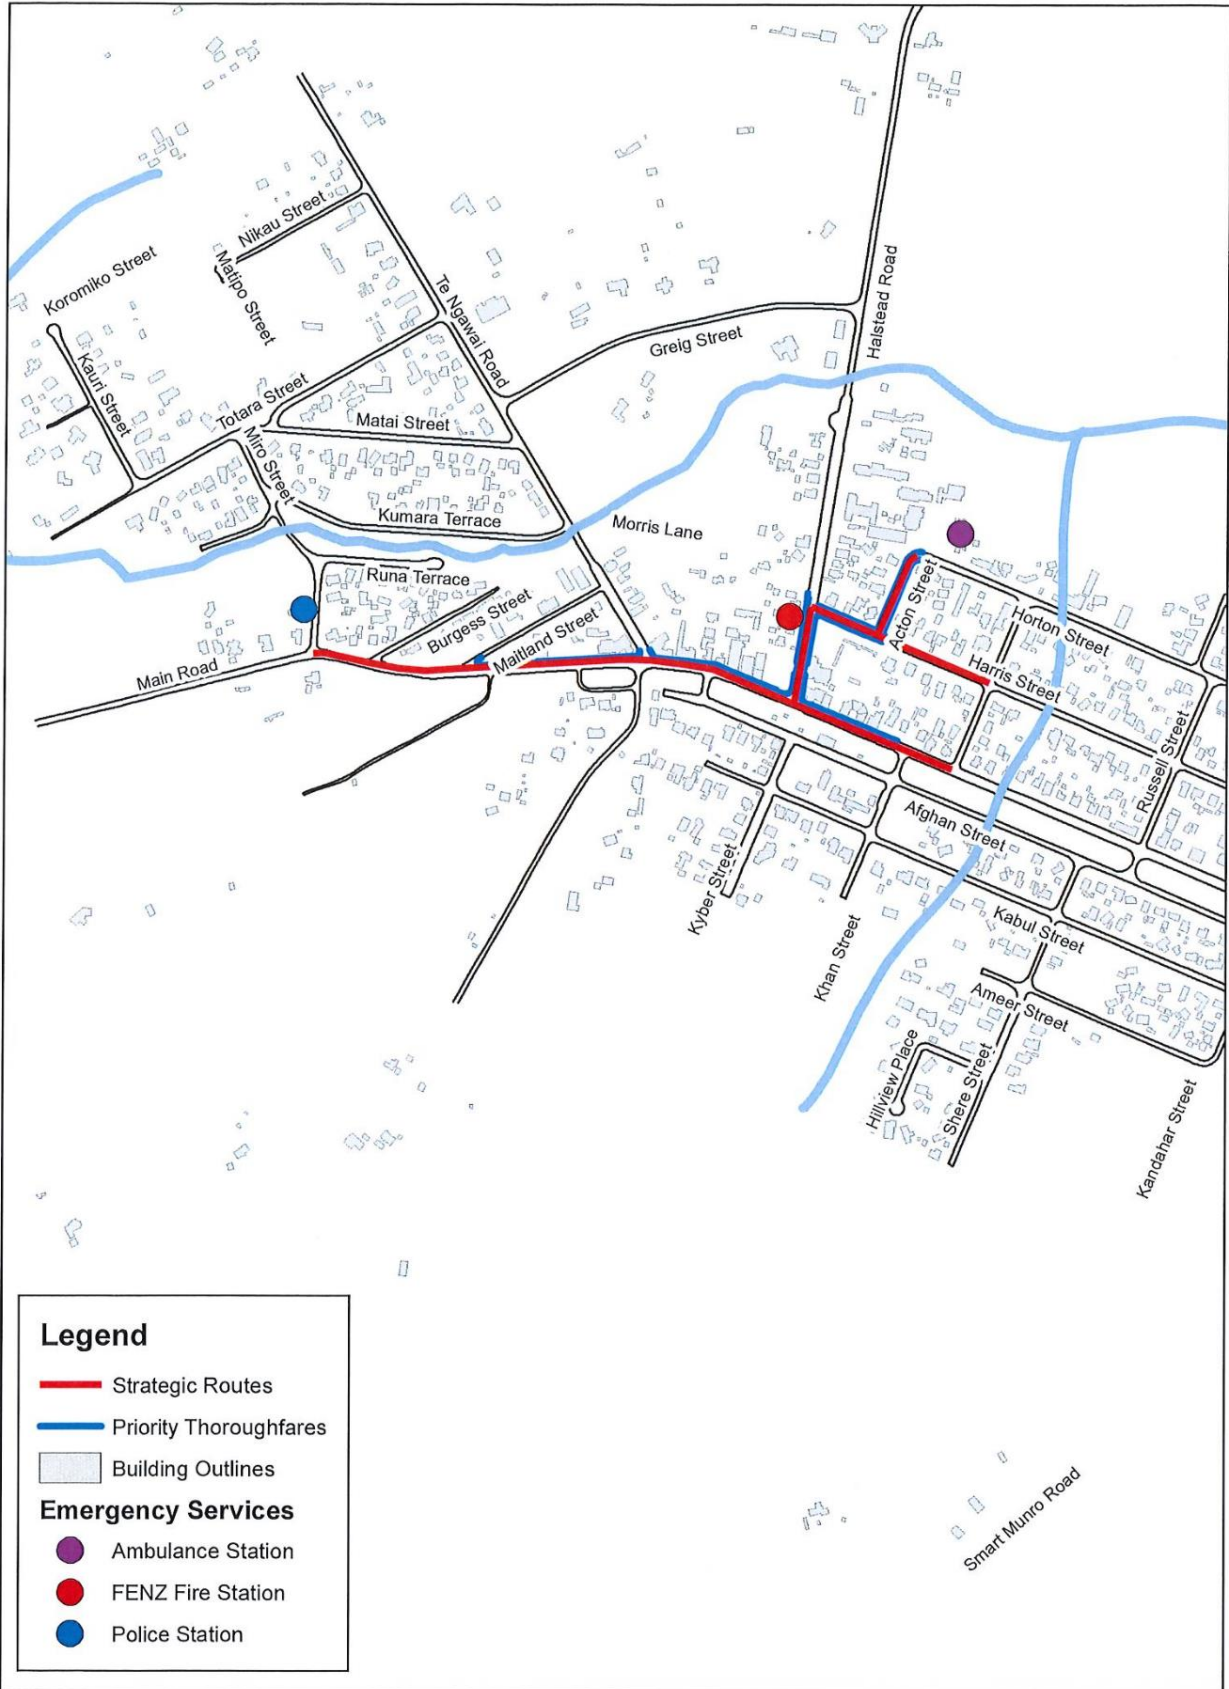 Nikau Street
Koromiko Street
Matipo Street
Halstead Road
Te Ngawai Road
Greig Street
Kauri Street
Totara Street
Matai Street
Miro Street
Kumara Terrace
Morris Lane
Runa Terrace
Acton Street
Burgess Street
Horton Street
Maitland Street
Harris Street
Main Road
Russell Street
Afghan Street
Kyber Street
Kabul Street
Khan Street
Ameer Street
Hillview Place
Shere Street
Kandahar Street
Legend
Strategic Routes
Priority Thoroughfares
Building Outlines
Emergency Services
Ambulance Station
FENZ Fire Station
Police Station
Smart Munro Road